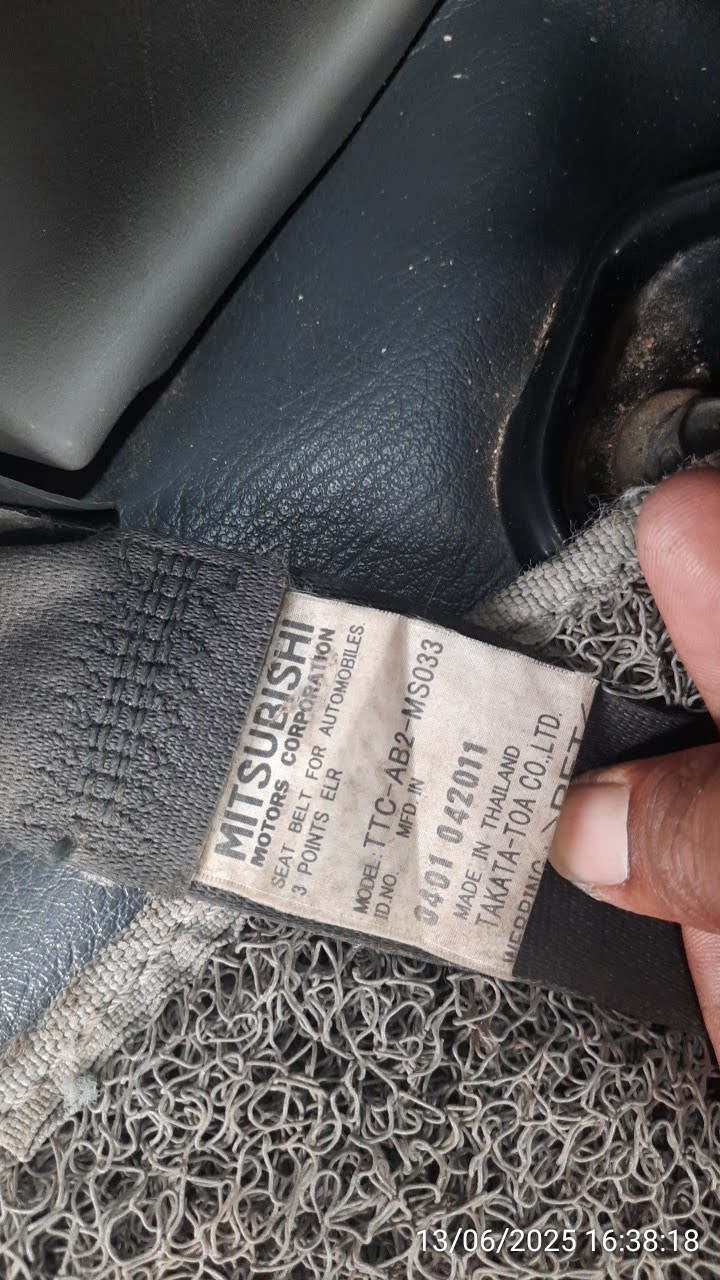 MITSUBISHI
MOTORS CORPORATION
SEAT BELT FOR AUTOMOBILES
3 POINTS ELR
MODEL: TTC-AB2-MS033
ID.NO. MFD.IN
0401 042011
MADE IN THAILAND
TAKATA-TOA CO.,LTD.
13/06/2025 16:38:18